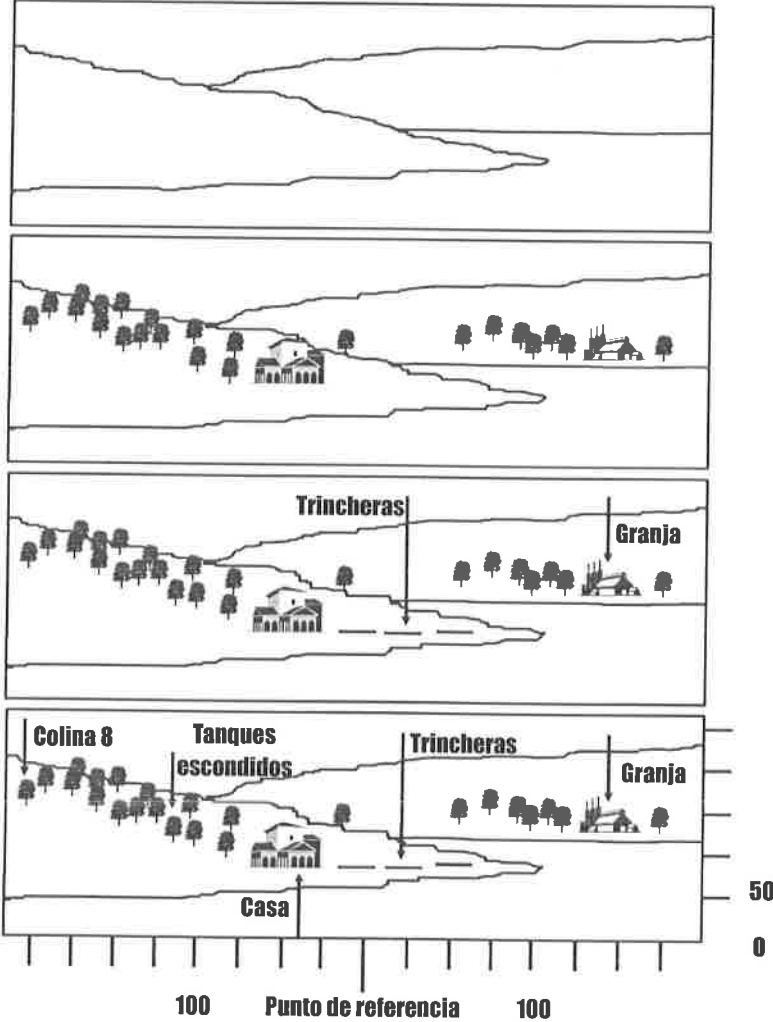 Trincheras
Granja
Colina 8
Tanques
escondidos
Trincheras
Granja
Casa
50
0
100 Punto de referencia 100